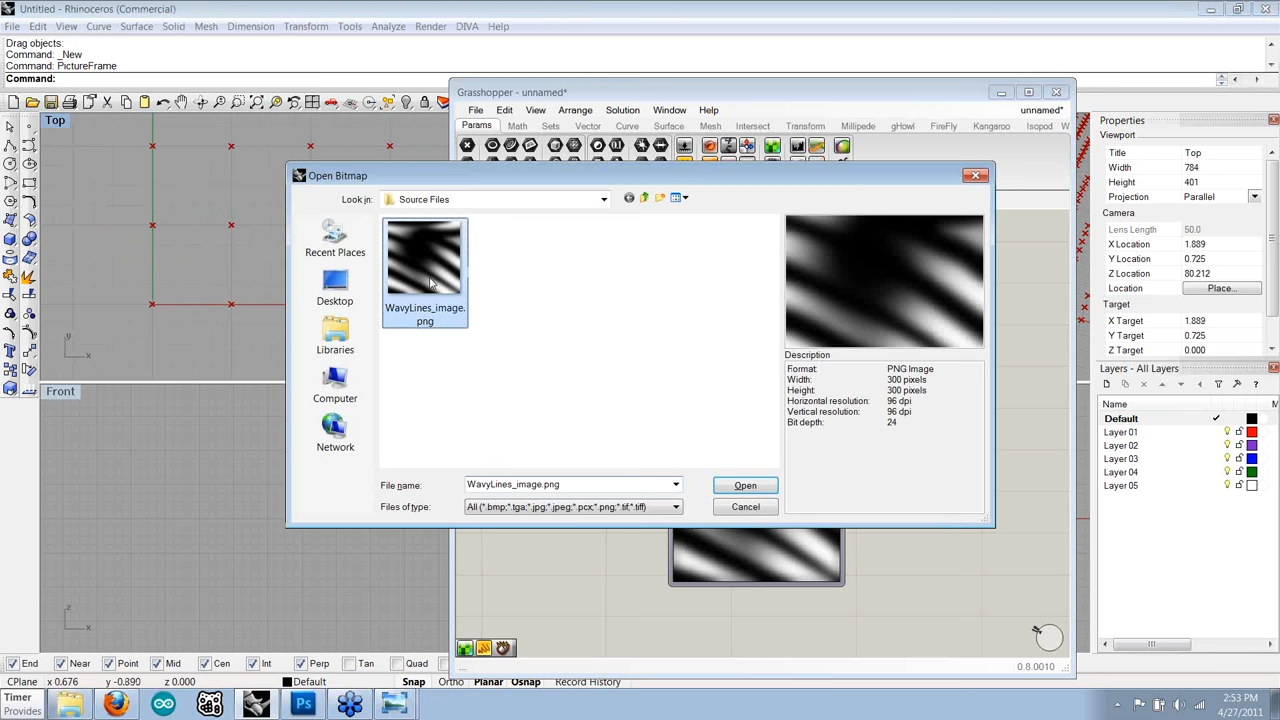 Untitled - Rhinoceros (Commercial)
File Edit View Curve Surface Solid Mesh Dimension Transform Tools Analyze Render DIVA Help
Drag objects:
Command: _New
Command: PictureFrame
Command:
Top
Front
Grasshopper - unnamed*
File Edit View Arrange Solution Window Help
unnamed*
Params Math Sets Vector Curve Surface Mesh Intersect Transform Millipede gHowl FireFly Kangaroo Isopod W
Open Bitmap
Look in: Source Files
Recent Places
Desktop
Libraries
Computer
Network
WavyLines_image.
png
Description
Format: PNG Image
Width: 300 pixels
Height: 300 pixels
Horizontal resolution: 96 dpi
Vertical resolution: 96 dpi
Bit depth: 24
File name: WavyLines_image.png Open
Files of type: All (*.bmp;*.tga;*.jpg;*.jpeg;*.pcx;*.png;*.tif;*.tiff) Cancel
Properties
Viewport
Title Top
Width 784
Height 401
Projection Parallel
Camera
Lens Length 50.0
X Location 1.889
Y Location 0.725
Z Location 80.212
Location Place...
Target
X Target 1.889
Y Target 0.725
Z Target 0.000
Layers - All Layers
Name M
Default
Layer 01
Layer 02
Layer 03
Layer 04
Layer 05
y
x
z
x
... 0.8.0010
End Near Point Mid Cen Int Perp Tan Quad
CPlane x 0.676 y -0.890 z 0.000 Default Snap Ortho Planar Osnap Record History
Timer
Provides
Ps
2:53 PM
4/27/2011